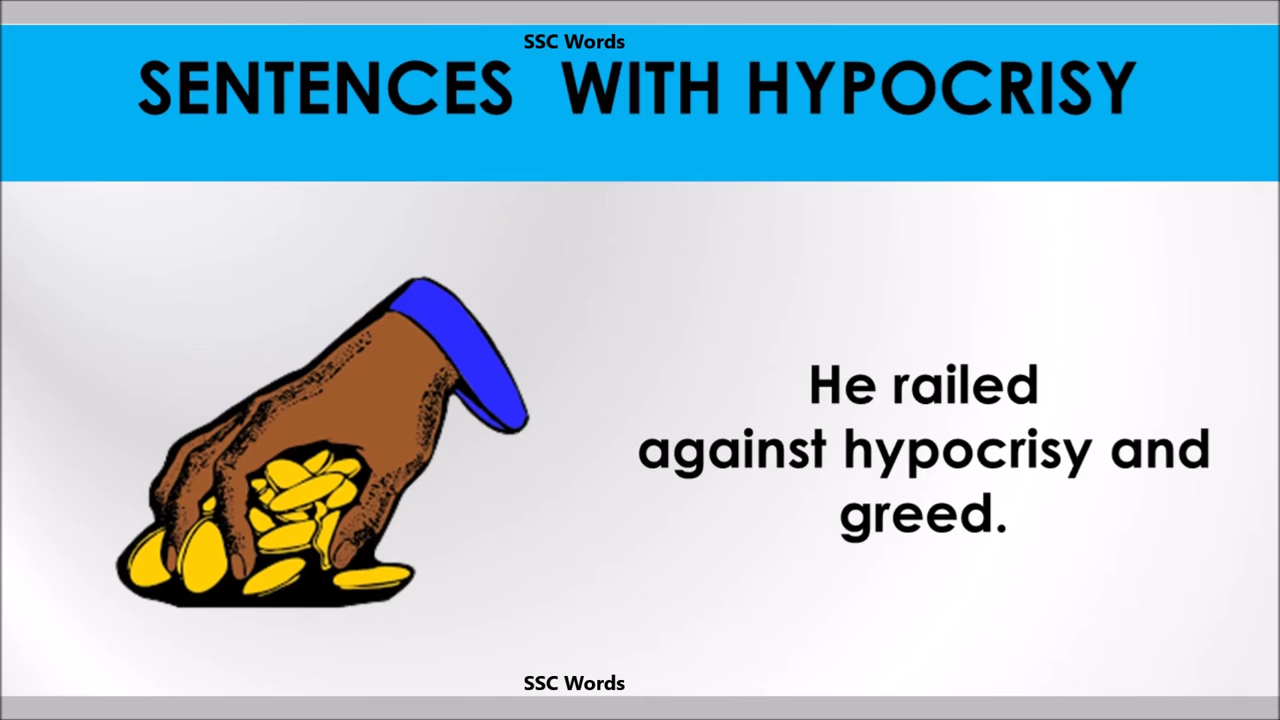 SSC Words
SENTENCES WITH HYPOCRISY
He railed
against hypocrisy and
greed.
SSC Words